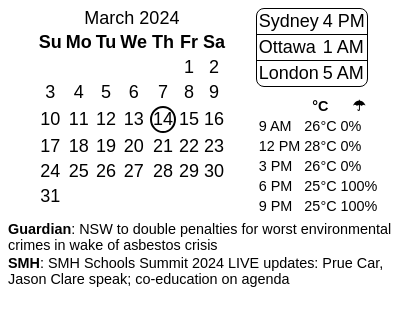 March 2024
Su Mo Tu We Th Fr Sa
1 2
3 4 5 6 7 8 9
10 11 12 13 14 15 16
17 18 19 20 21 22 23
24 25 26 27 28 29 30
31
Sydney 4 PM
Ottawa 1 AM
London 5 AM
°C ☂
9 AM 26°C 0%
12 PM 28°C 0%
3 PM 26°C 0%
6 PM 25°C 100%
9 PM 25°C 100%
Guardian: NSW to double penalties for worst environmental
crimes in wake of asbestos crisis
SMH: SMH Schools Summit 2024 LIVE updates: Prue Car,
Jason Clare speak; co-education on agenda